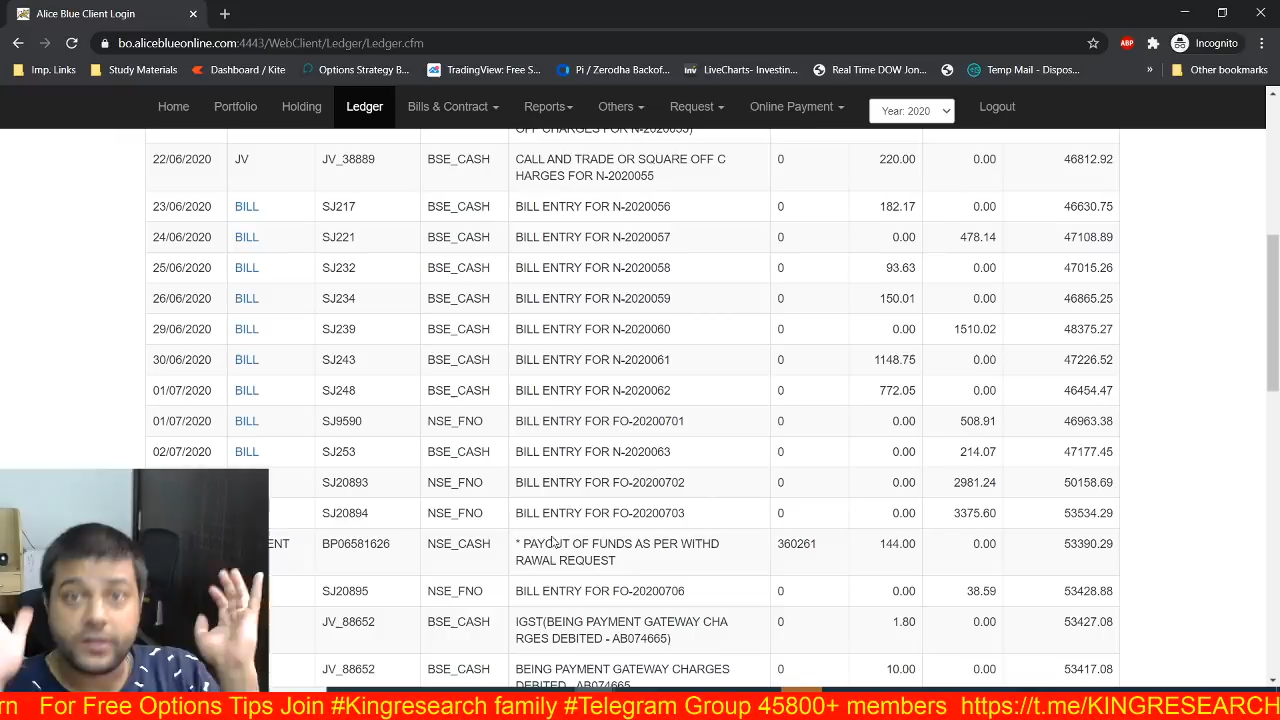 Alice Blue Client Login
bo.aliceblueonline.com:4443/WebClient/Ledger/Ledger.cfm
ABP
Incognito
Imp. Links Study Materials Dashboard / Kite Options Strategy B... TradingView: Free S... Pi / Zerodha Backof... Inv LiveCharts- Investin... Real Time DOW Jon... Temp Mail - Dispos... » Other bookmarks
Home Portfolio Holding Ledger Bills & Contract Reports Others Request Online Payment Year: 2020 Logout
OFF CHARGES FOR N-2020055)
22/06/2020 JV JV_38889 BSE_CASH CALL AND TRADE OR SQUARE OFF C 0 220.00 0.00 46812.92
HARGES FOR N-2020055
23/06/2020 BILL SJ217 BSE_CASH BILL ENTRY FOR N-2020056 0 182.17 0.00 46630.75
24/06/2020 BILL SJ221 BSE_CASH BILL ENTRY FOR N-2020057 0 0.00 478.14 47108.89
25/06/2020 BILL SJ232 BSE_CASH BILL ENTRY FOR N-2020058 0 93.63 0.00 47015.26
26/06/2020 BILL SJ234 BSE_CASH BILL ENTRY FOR N-2020059 0 150.01 0.00 46865.25
29/06/2020 BILL SJ239 BSE_CASH BILL ENTRY FOR N-2020060 0 0.00 1510.02 48375.27
30/06/2020 BILL SJ243 BSE_CASH BILL ENTRY FOR N-2020061 0 1148.75 0.00 47226.52
01/07/2020 BILL SJ248 BSE_CASH BILL ENTRY FOR N-2020062 0 772.05 0.00 46454.47
01/07/2020 BILL SJ9590 NSE_FNO BILL ENTRY FOR FO-20200701 0 0.00 508.91 46963.38
02/07/2020 BILL SJ253 BSE_CASH BILL ENTRY FOR N-2020063 0 0.00 214.07 47177.45
SJ20893 NSE_FNO BILL ENTRY FOR FO-20200702 0 0.00 2981.24 50158.69
SJ20894 NSE_FNO BILL ENTRY FOR FO-20200703 0 0.00 3375.60 53534.29
ENT BP06581626 NSE_CASH * PAYOUT OF FUNDS AS PER WITHD 360261 144.00 0.00 53390.29
RAWAL REQUEST
SJ20895 NSE_FNO BILL ENTRY FOR FO-20200706 0 0.00 38.59 53428.88
JV_88652 BSE_CASH IGST(BEING PAYMENT GATEWAY CHA 0 1.80 0.00 53427.08
RGES DEBITED - AB074665)
JV_88652 BSE_CASH BEING PAYMENT GATEWAY CHARGES 0 10.00 0.00 53417.08
DEBITED - AB074665
rn For Free Options Tips Join #Kingresearch family #Telegram Group 45800+ members https://t.me/KINGRESEARCH